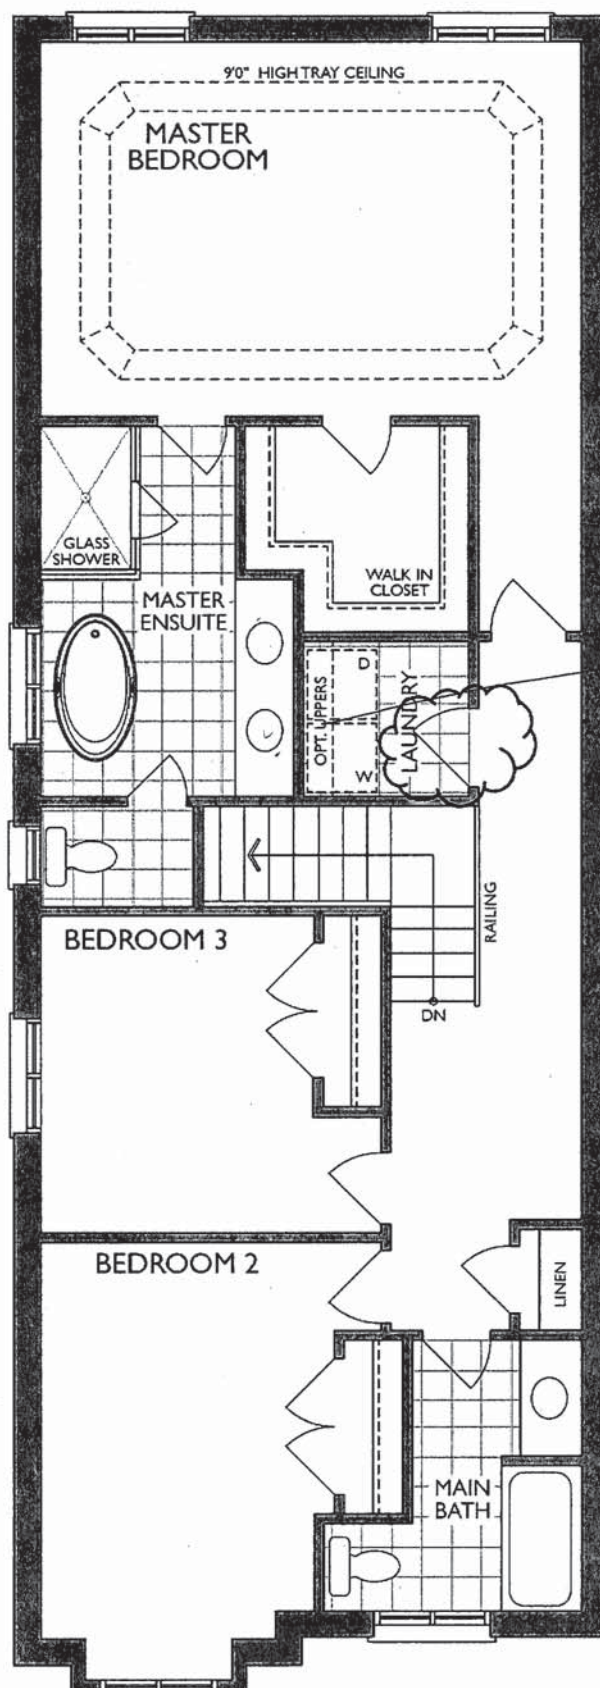 9'0" HIGH TRAY CEILING
MASTER
BEDROOM
GLASS
SHOWER
WALK IN
CLOSET
MASTER
ENSUITE
OPT. UPPERS
D
W
LAUNDRY
RAILING
BEDROOM 3
DN
BEDROOM 2
LINEN
MAIN
BATH